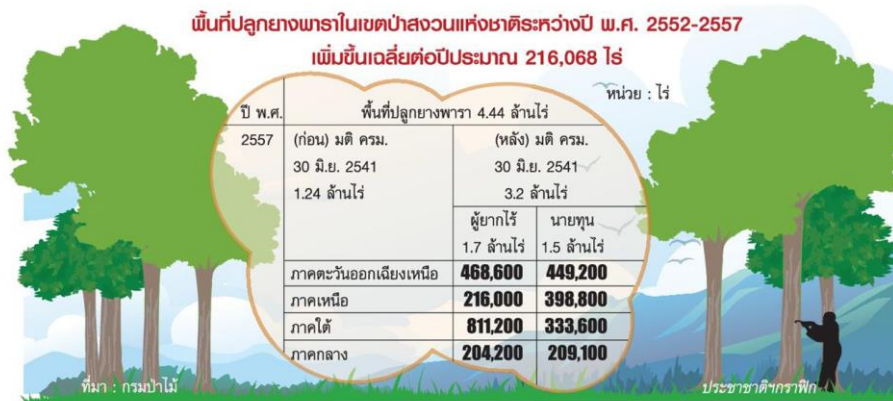 พื้นที่ปลูกยางพาราในเขตป่าสงวนแห่งชาติระหว่างปี พ.ศ. 2552-2557
เพิ่มขึ้นเฉลี่ยต่อปีประมาณ 216,068 ไร่
หน่วย : ไร่
ปี พ.ศ. พื้นที่ปลูกยางพารา 4.44 ล้านไร่
2557 (ก่อน) มติ ครม. (หลัง) มติ ครม.
30 มิ.ย. 2541 30 มิ.ย. 2541
1.24 ล้านไร่ 3.2 ล้านไร่
ผู้ยากไร้ นายทุน
1.7 ล้านไร่ 1.5 ล้านไร่
ภาคตะวันออกเฉียงเหนือ 468,600 449,200
ภาคเหนือ 216,000 398,800
ภาคใต้ 811,200 333,600
ภาคกลาง 204,200 209,100
ที่มา : กรมป่าไม้ ประชาชาติฯกราฟิก